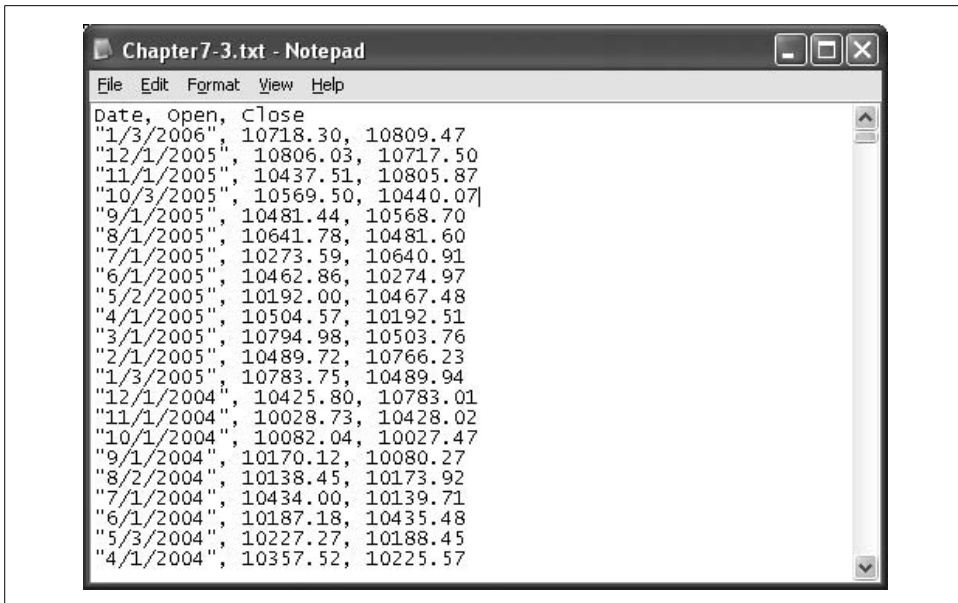 Chapter7-3.txt - Notepad
File Edit Format View Help
Date, Open, Close
"1/3/2006", 10718.30, 10809.47
"12/1/2005", 10806.03, 10717.50
"11/1/2005", 10437.51, 10805.87
"10/3/2005", 10569.50, 10440.07
"9/1/2005", 10481.44, 10568.70
"8/1/2005", 10641.78, 10481.60
"7/1/2005", 10273.59, 10640.91
"6/1/2005", 10462.86, 10274.97
"5/2/2005", 10192.00, 10467.48
"4/1/2005", 10504.57, 10192.51
"3/1/2005", 10794.98, 10503.76
"2/1/2005", 10489.72, 10766.23
"1/3/2005", 10783.75, 10489.94
"12/1/2004", 10425.80, 10783.01
"11/1/2004", 10028.73, 10428.02
"10/1/2004", 10082.04, 10027.47
"9/1/2004", 10170.12, 10080.27
"8/2/2004", 10138.45, 10173.92
"7/1/2004", 10434.00, 10139.71
"6/1/2004", 10187.18, 10435.48
"5/3/2004", 10227.27, 10188.45
"4/1/2004", 10357.52, 10225.57